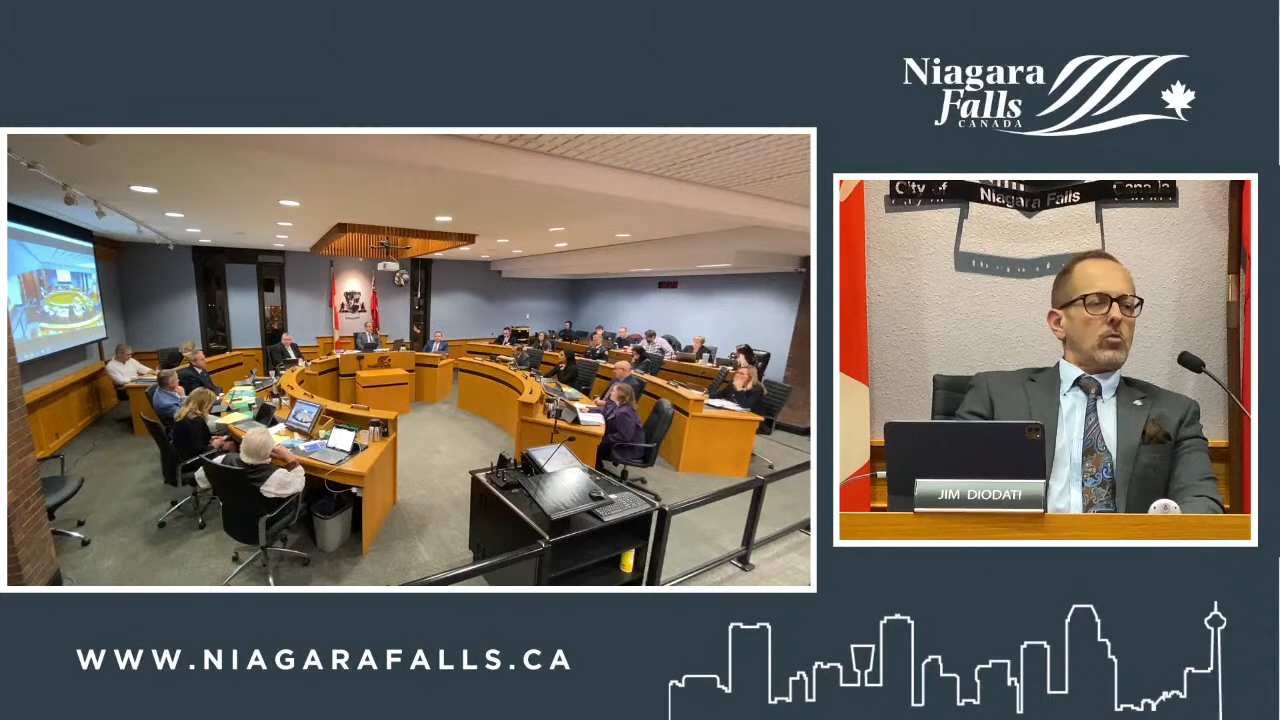 Niagara
Falls
CANADA
City of
Niagara Falls
Canada
JIM DIODATI
WWW.NIAGARAFALLS.CA